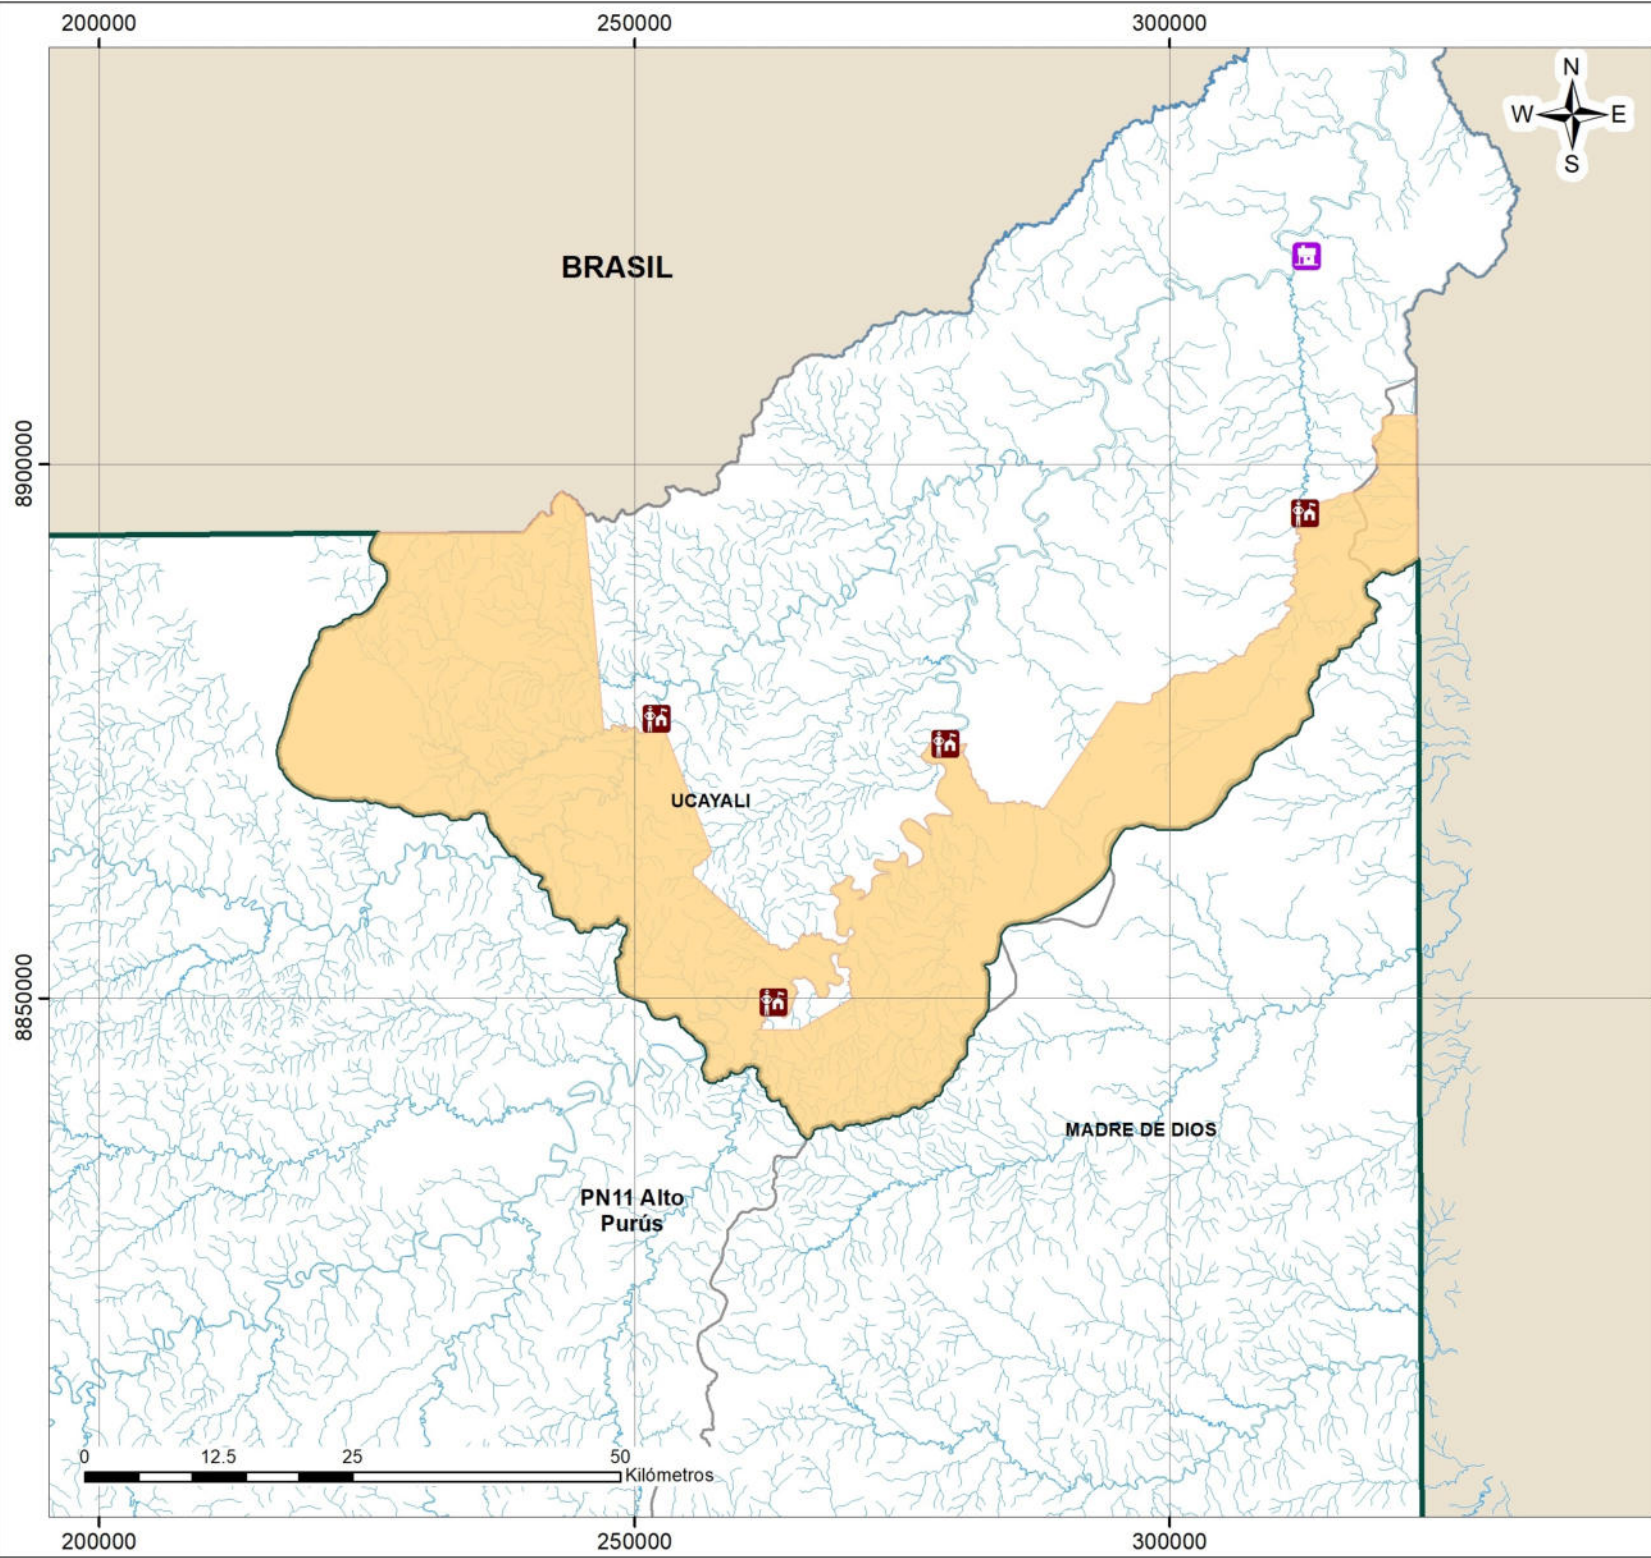 200000 250000 300000
N
W E
S
BRASIL
8900000
UCAYALI
8850000
MADRE DE DIOS
PN11 Alto
Purús
0 12.5 25 50
Kilómetros
200000 250000 300000